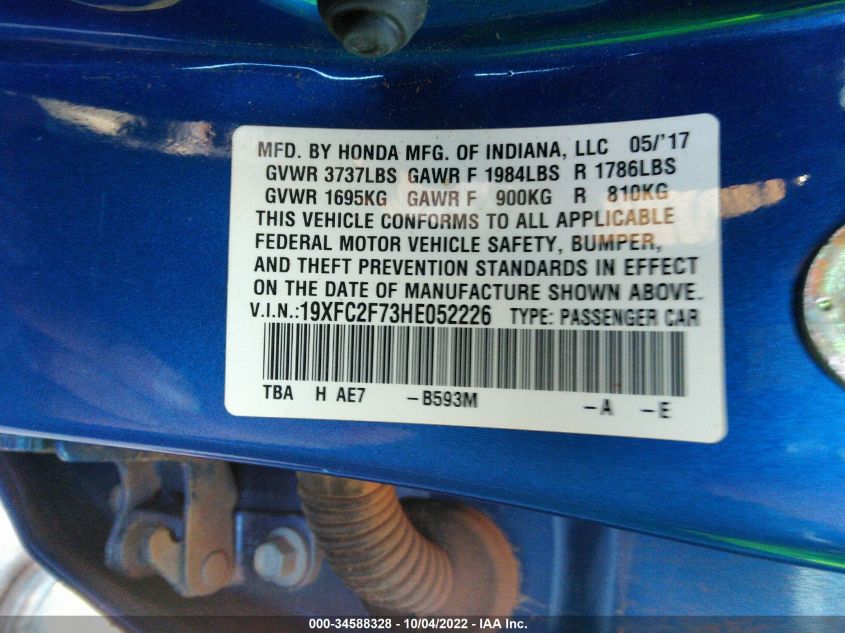 MFD. BY HONDA MFG. OF INDIANA, LLC 05/'17
GVWR 3737LBS GAWR F 1984LBS R 1786LBS
GVWR 1695KG GAWR F 900KG R 810KG
THIS VEHICLE CONFORMS TO ALL APPLICABLE
FEDERAL MOTOR VEHICLE SAFETY, BUMPER,
AND THEFT PREVENTION STANDARDS IN EFFECT
ON THE DATE OF MANUFACTURE SHOWN ABOVE.
V.I.N.:19XFC2F73HE052226 TYPE: PASSENGER CAR
TBA H AE7 -B593M -A -E
000-34588328 - 10/04/2022 - IAA Inc.